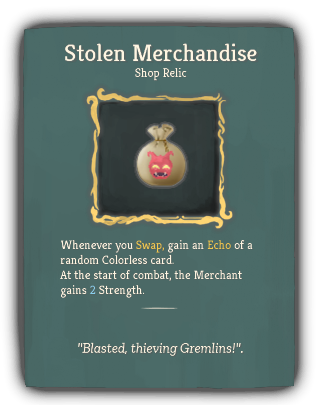 Stolen Merchandise
Shop Relic
Whenever you Swap, gain an Echo of a
random Colorless card.
At the start of combat, the Merchant
gains 2 Strength.
"Blasted, thieving Gremlins!".